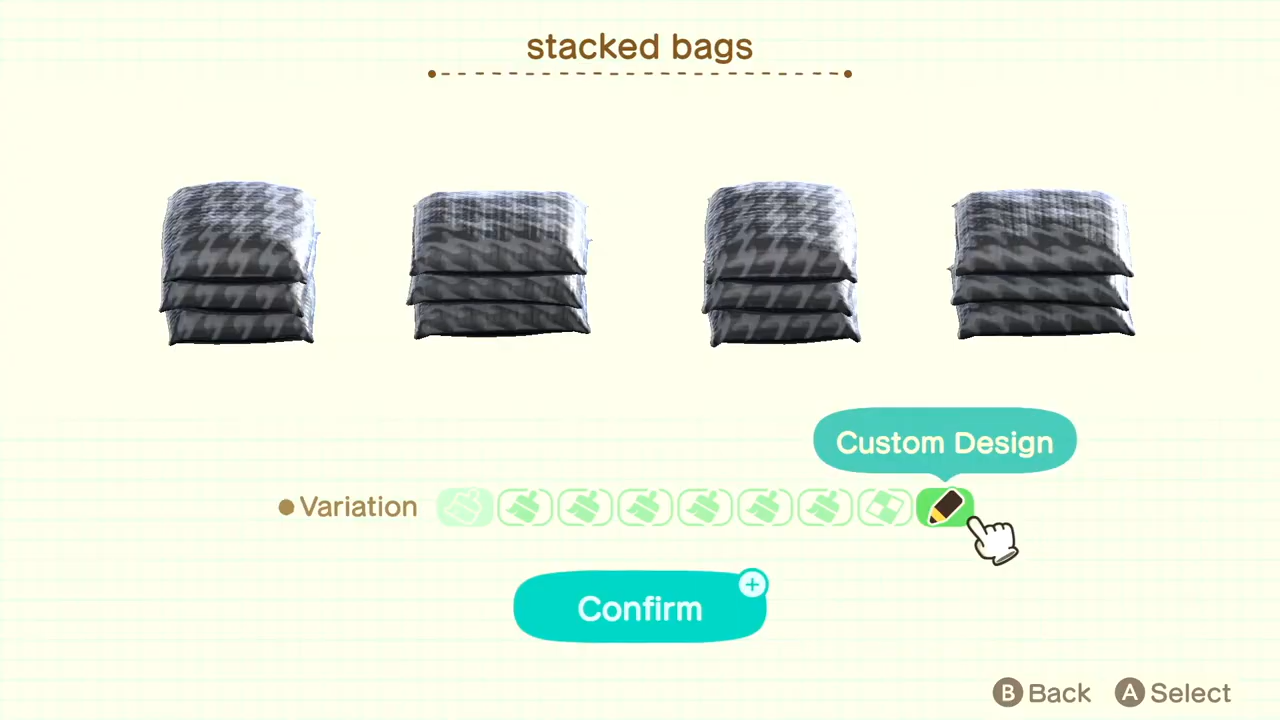 stacked bags
Custom Design
Variation
Confirm
B Back A Select